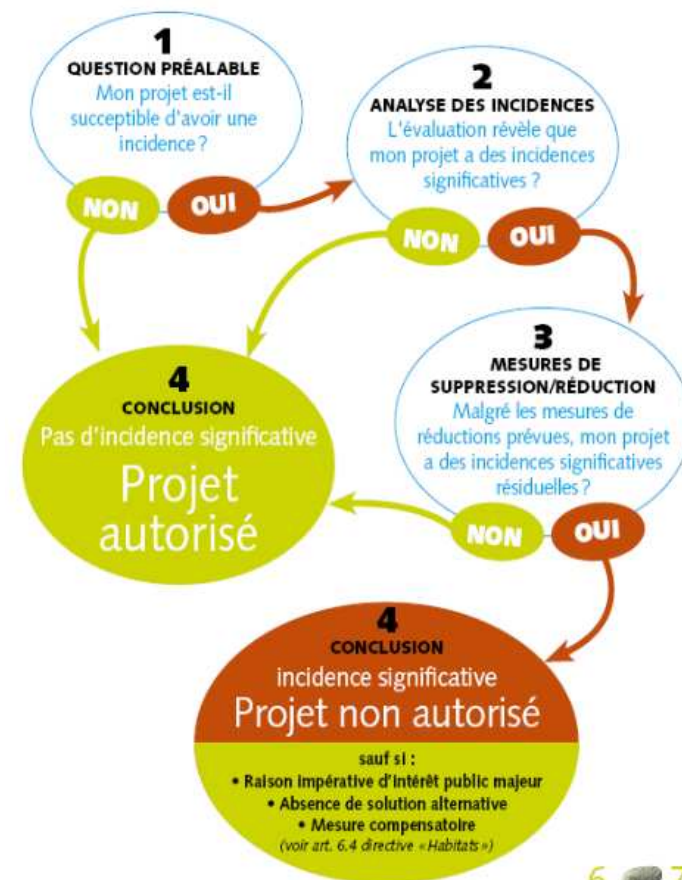 1
QUESTION PRÉALABLE
Mon projet est-il
susceptible d'avoir une
incidence ?
NON
OUI
2
ANALYSE DES INCIDENCES
L'évaluation révèle que
mon projet a des incidences
significatives ?
NON
OUI
3
MESURES DE
SUPPRESSION/RÉDUCTION
Malgré les mesures de
réductions prévues, mon projet
a des incidences significatives
résiduelles ?
NON
OUI
4
CONCLUSION
Pas d'incidence significative
Projet
autorisé
4
CONCLUSION
incidence significative
Projet non autorisé
sauf si :
• Raison impérative d'intérêt public majeur
• Absence de solution alternative
• Mesure compensatoire
(voir art. 6.4 directive « Habitats »)
6 7